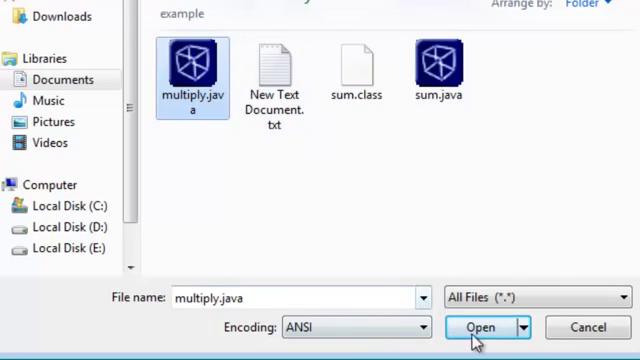 Arrange by: Folder
Downloads
example
Libraries
Documents
Music
Pictures
Videos
Computer
Local Disk (C:)
Local Disk (D:)
Local Disk (E:)
multiply.jav
a
New Text
Document.
txt
sum.class
sum.java
File name: multiply.java
All Files (*.*)
Encoding: ANSI
Open
Cancel